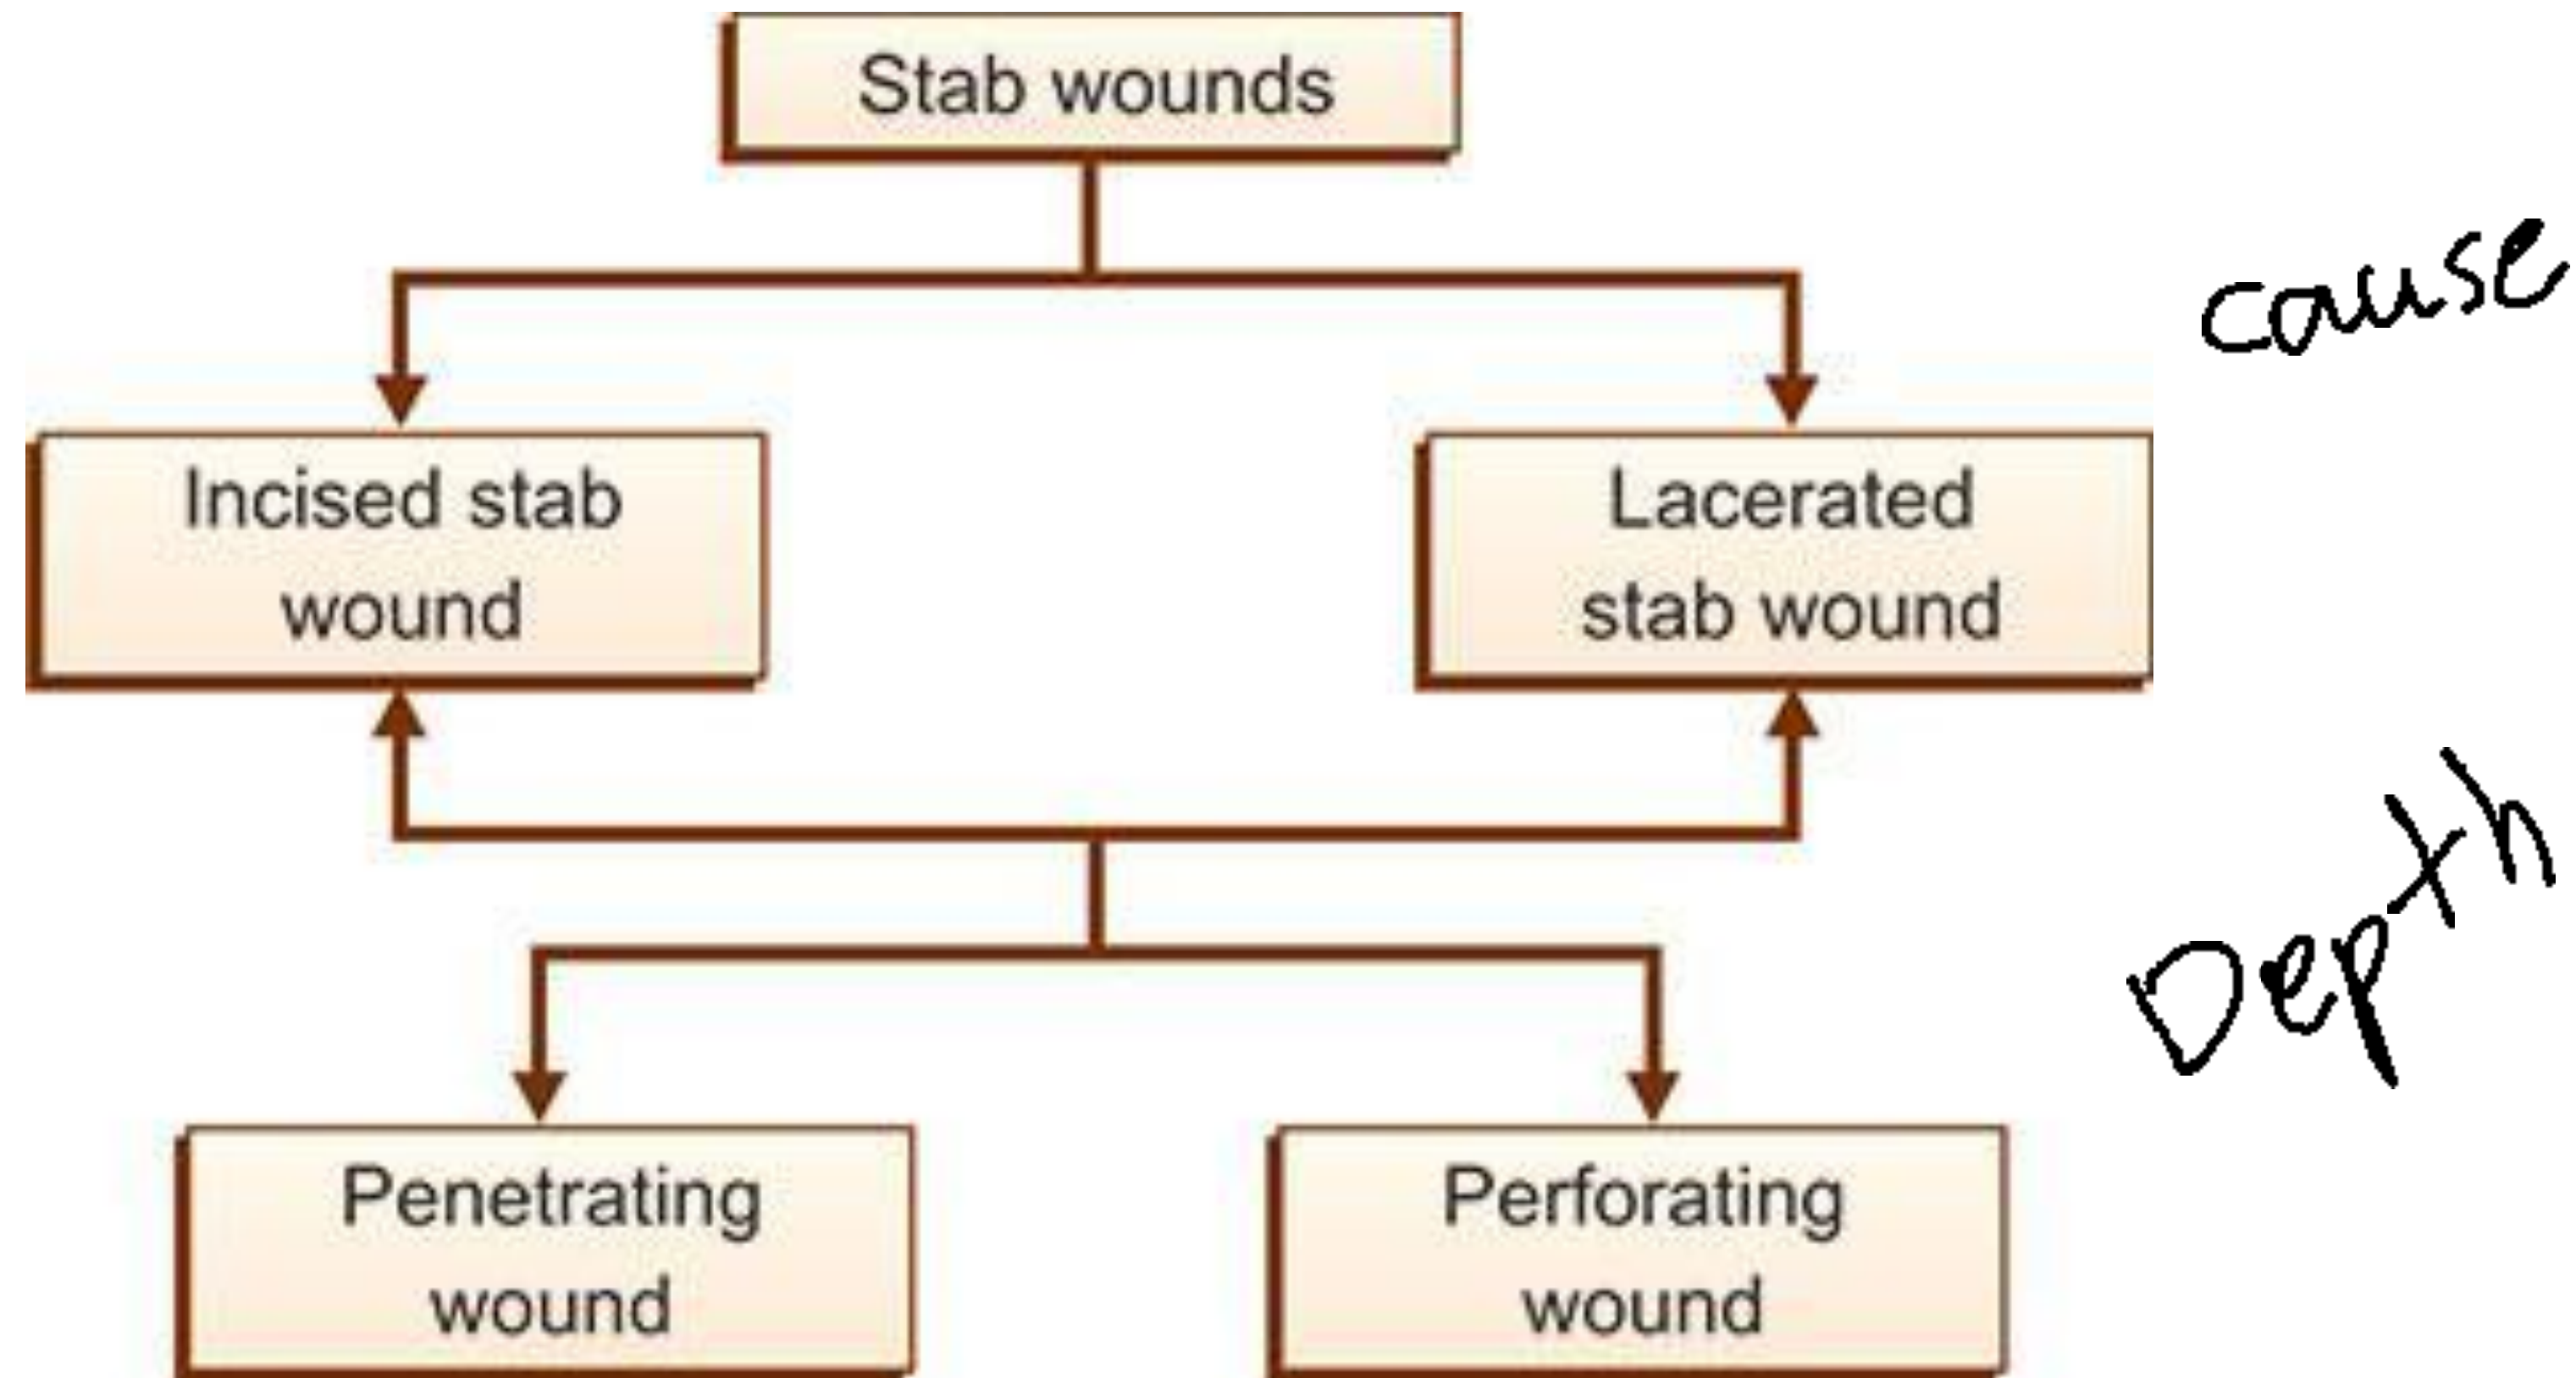 Stab wounds
cause
Incised stab
wound
Lacerated
stab wound
Depth
Penetrating
wound
Perforating
wound